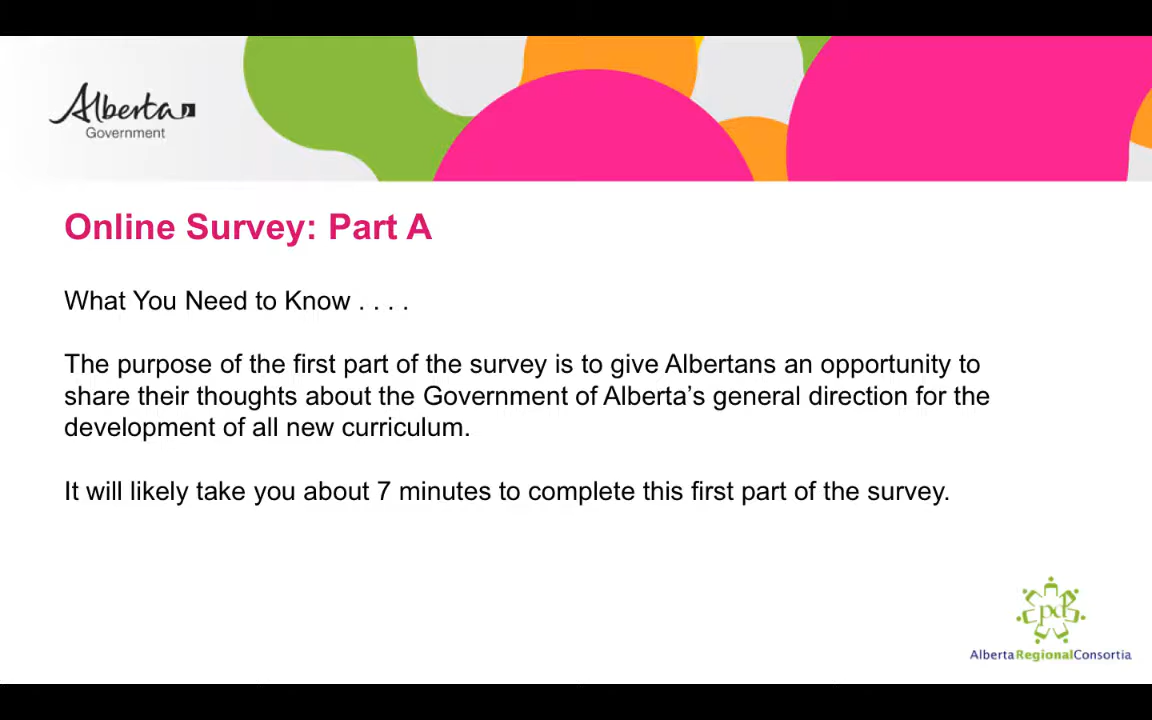 Alberta
Government
Online Survey: Part A
What You Need to Know . . . .
The purpose of the first part of the survey is to give Albertans an opportunity to
share their thoughts about the Government of Alberta’s general direction for the
development of all new curriculum.
It will likely take you about 7 minutes to complete this first part of the survey.
pd
AlbertaRegionalConsortia